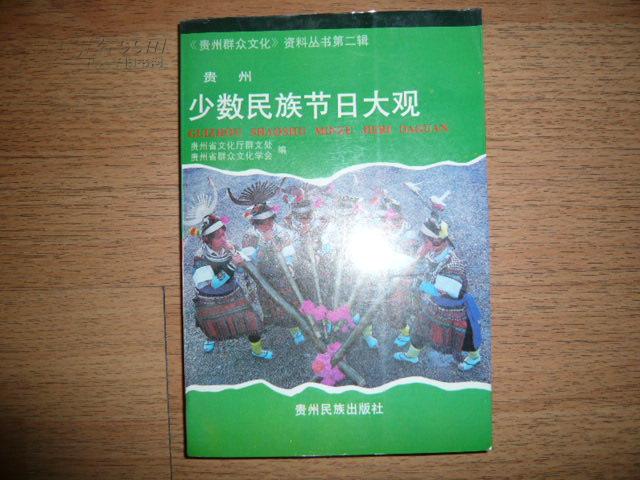 《贵州群众文化》资料丛书第二辑
贵 州
少数民族节日大观
GUIZHOU SHAOSHU MINZU JIERI DAGUAN
贵州省文化厅群文处
贵州省群众文化学会 编
贵州民族出版社